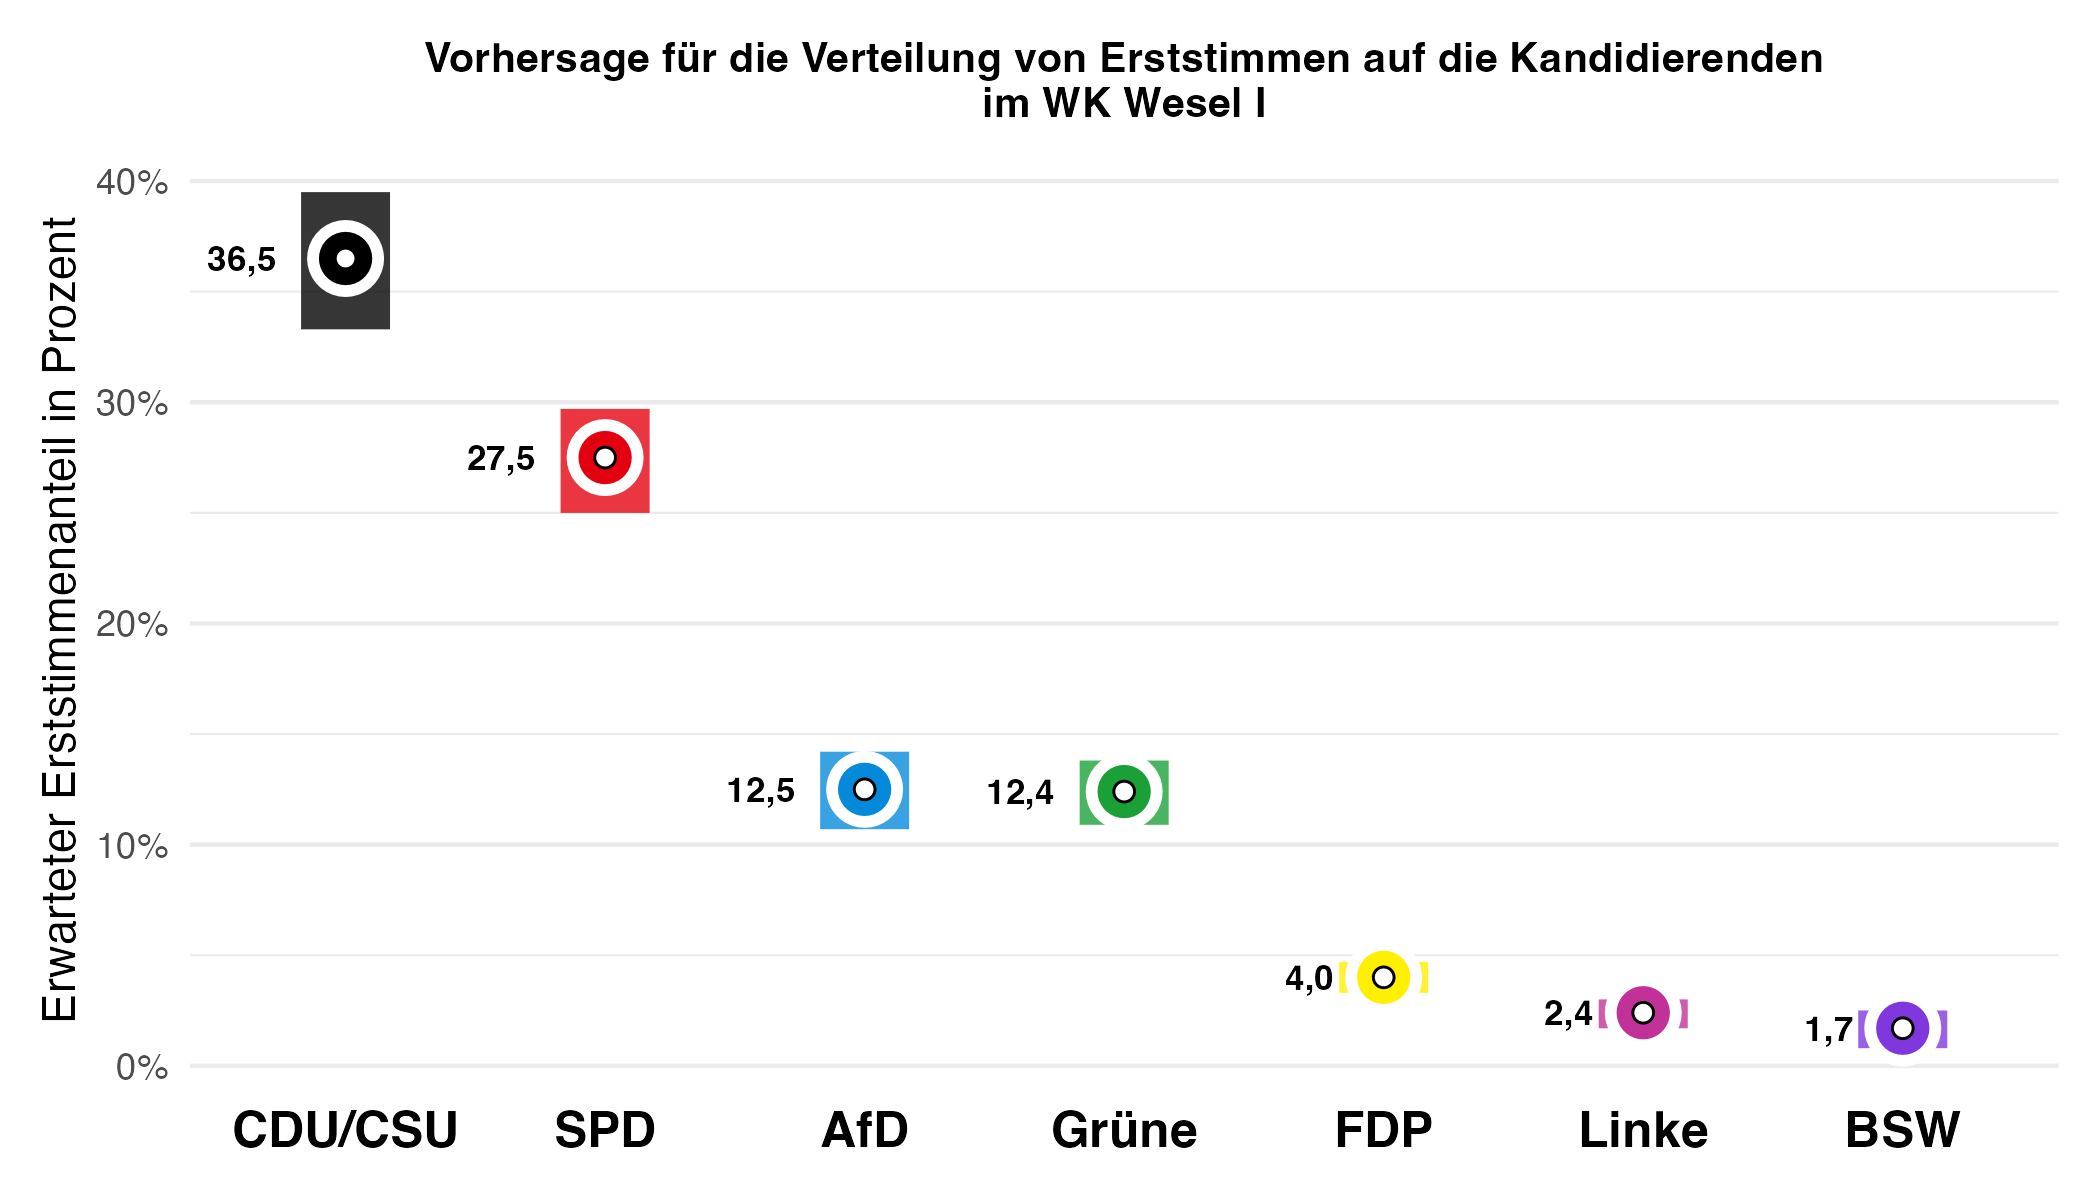 Vorhersage für die Verteilung von Erststimmen auf die Kandidierenden
im WK Wesel I
Erwarteter Erststimmenanteil in Prozent
40%
30%
20%
10%
0%
36,5
27,5
12,5
12,4
4,0
2,4
1,7
CDU/CSU
SPD
AfD
Grüne
FDP
Linke
BSW